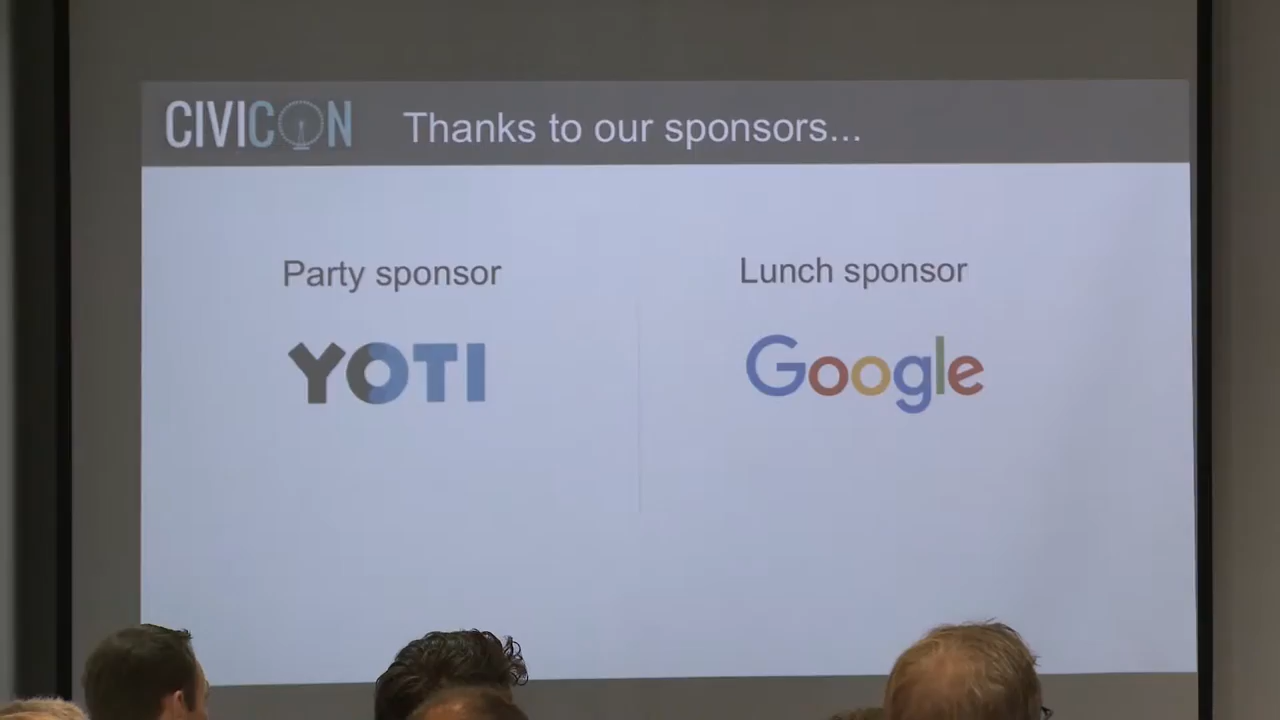 CIVICON
Thanks to our sponsors...
Party sponsor
Lunch sponsor
YOTI
Google